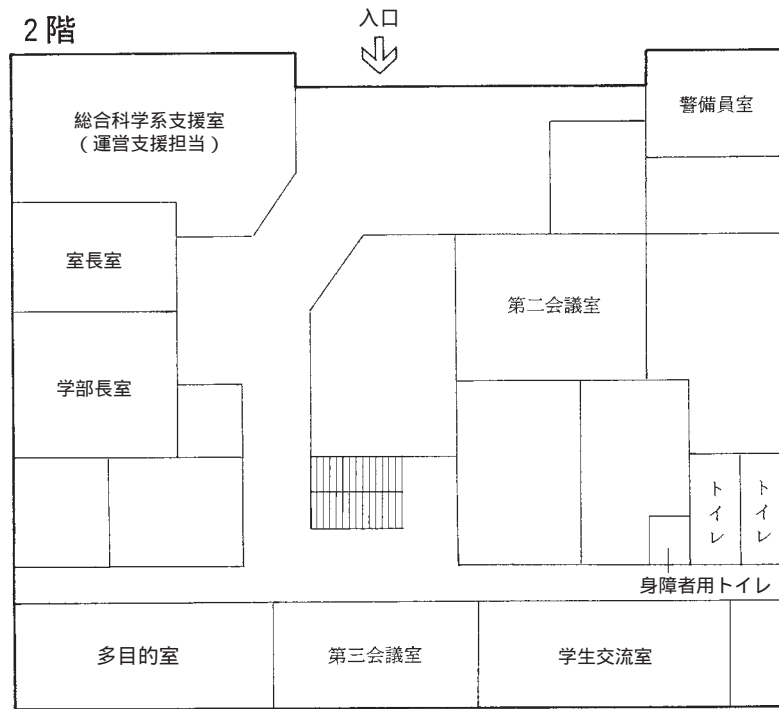 2階
入口
総合科学系支援室
(運営支援担当)
警備員室
室長室
第二会議室
学部長室
トイレ
トイレ
身障者用トイレ
多目的室
第三会議室
学生交流室